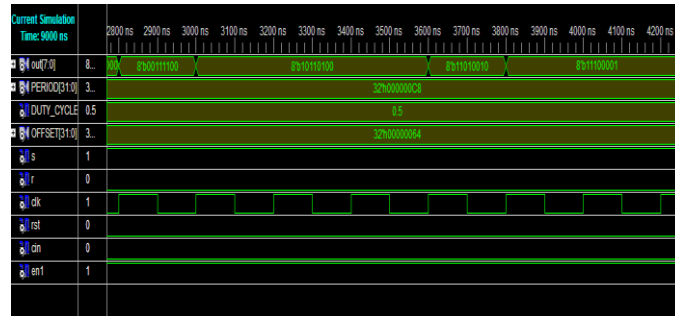 Current Simulation
Time: 9000 ns
2800 ns 2900 ns 3000 ns 3100 ns 3200 ns 3300 ns 3400 ns 3500 ns 3600 ns 3700 ns 3800 ns 3900 ns 4000 ns 4100 ns 4200 ns
out[7:0] 8... 8'b00111100 8'b10110100 8'b11010010 8'b11100001
PERIOD[31:0] 3... 32'h000000C8
DUTY_CYCLE 0.5 0.5
OFFSET[31:0] 3... 32'h00000064
s 1
r 0
clk 1
rst 0
cin 0
en1 1